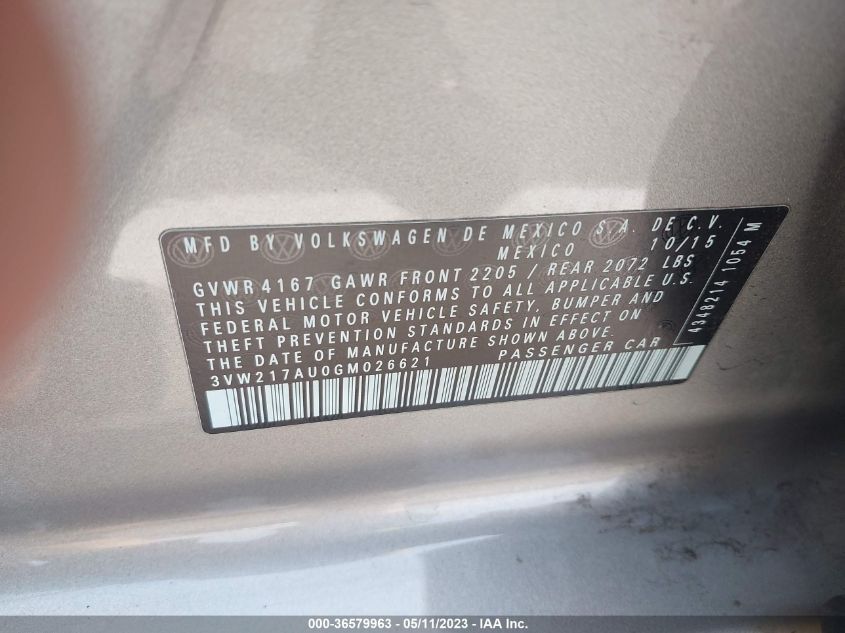 MFD BY VOLKSWAGEN DE MEXICO S.A. DE C.V.
MEXICO 10/15
GVWR 4167 GAWR FRONT 2205 / REAR 2072 LBS
THIS VEHICLE CONFORMS TO ALL APPLICABLE U.S.
FEDERAL MOTOR VEHICLE SAFETY, BUMPER AND
THEFT PREVENTION STANDARDS IN EFFECT ON
THE DATE OF MANUFACTURE SHOWN ABOVE.
3VW217AU0GM026621 PASSENGER CAR
4348214 1054 M
000-36579963 - 05/11/2023 - IAA Inc.